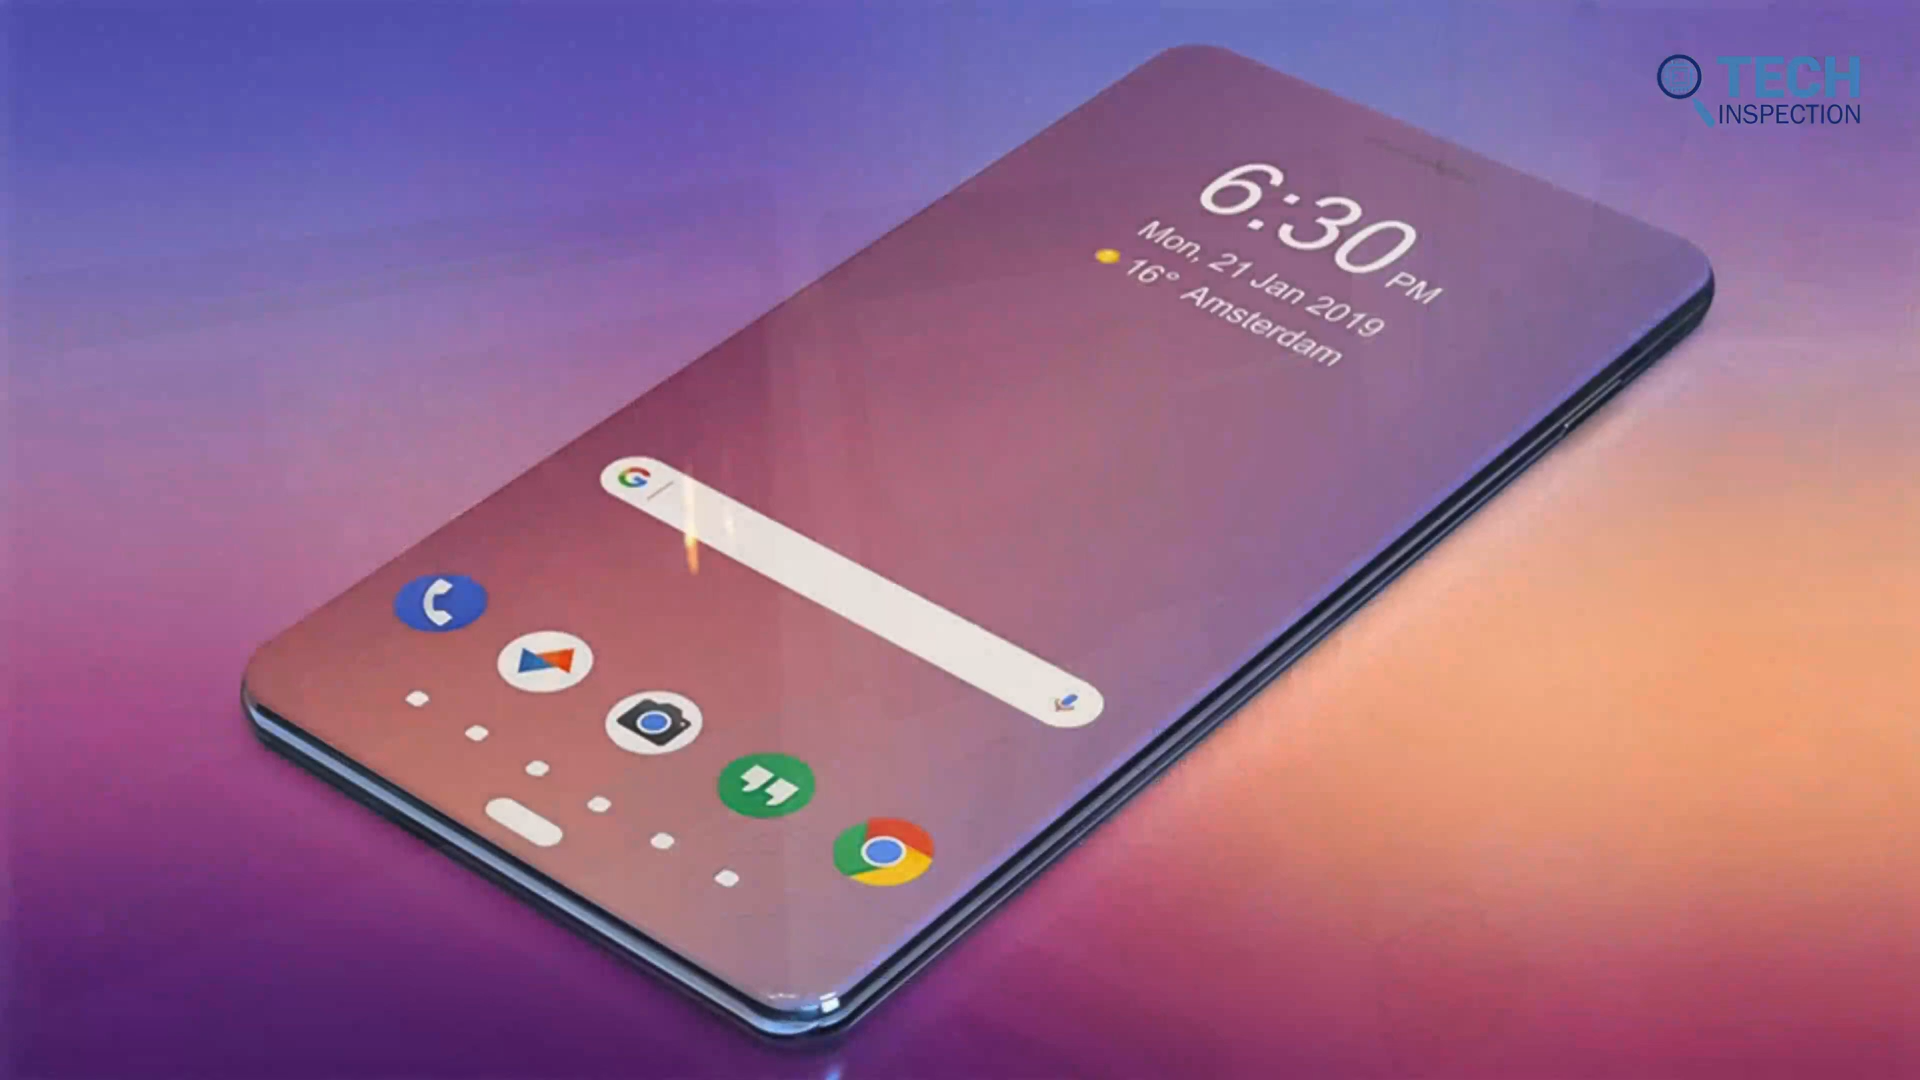 TECH
INSPECTION
6:30 PM
Mon, 21 Jan 2019
16° Amsterdam
G